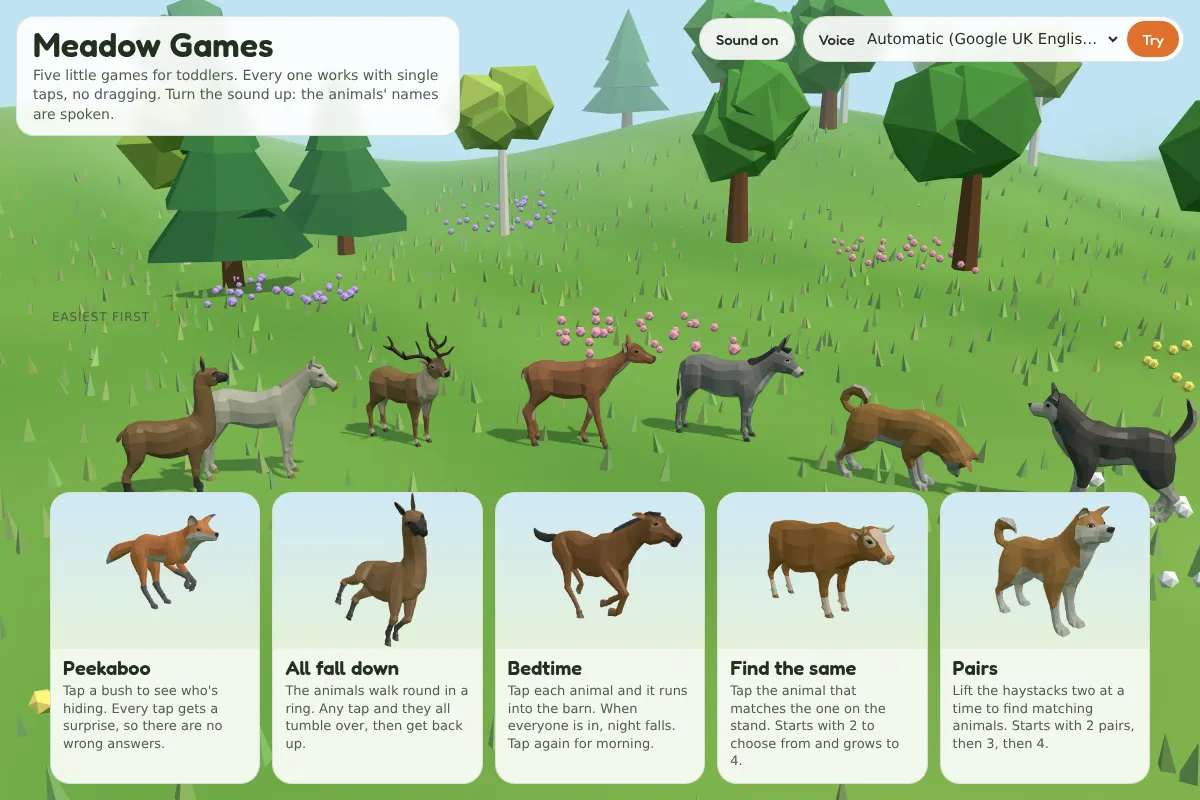 Meadow Games
Five little games for toddlers. Every one works with single
taps, no dragging. Turn the sound up: the animals' names
are spoken.
Sound on
Voice Automatic (Google UK Englis...
Try
EASIEST FIRST
Peekaboo
Tap a bush to see who's
hiding. Every tap gets a
surprise, so there are no
wrong answers.
All fall down
The animals walk round in a
ring. Any tap and they all
tumble over, then get back
up.
Bedtime
Tap each animal and it runs
into the barn. When
everyone is in, night falls.
Tap again for morning.
Find the same
Tap the animal that
matches the one on the
stand. Starts with 2 to
choose from and grows to
4.
Pairs
Lift the haystacks two at a
time to find matching
animals. Starts with 2 pairs,
then 3, then 4.